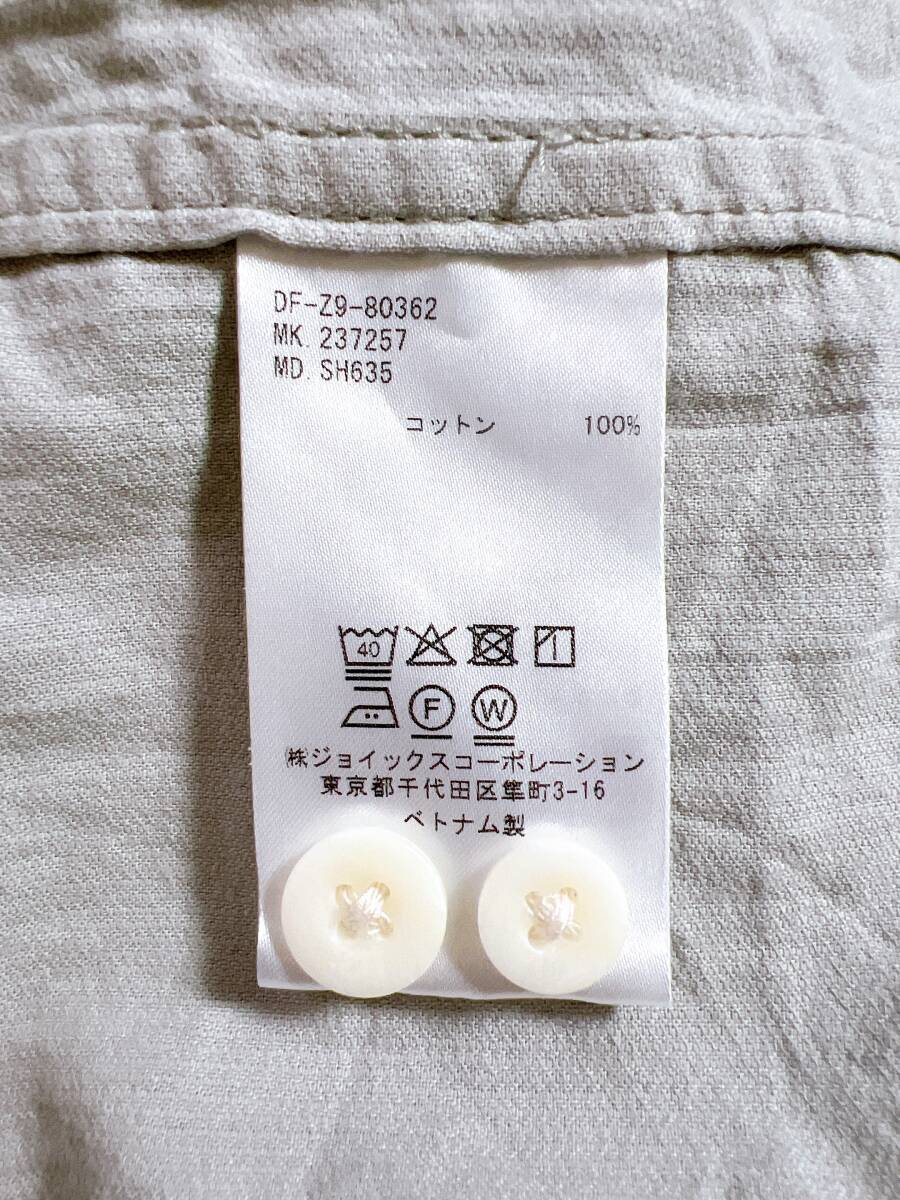 DF-Z9-80362
MK. 237257
MD. SH635
コットン 100%
40
F W
㈱ジョイックスコーポレーション
東京都千代田区隼町3-16
ベトナム製